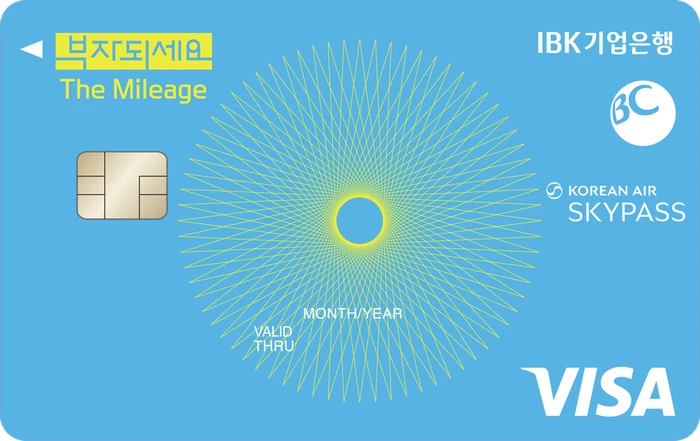 부자되세요
The Mileage
IBK기업은행
BC
KOREAN AIR
SKYPASS
MONTH/YEAR
VALID
THRU
VISA